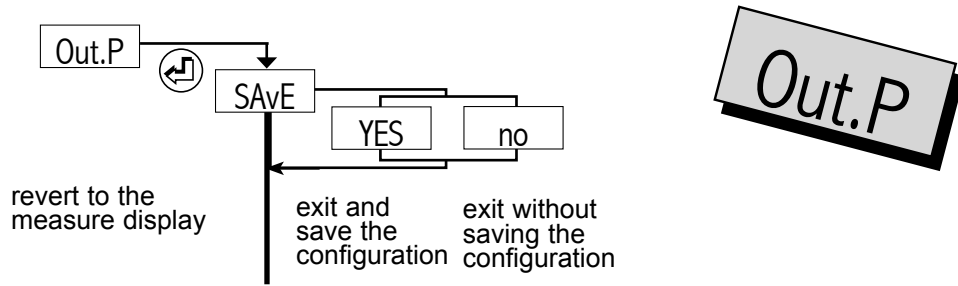 Out.P
SAvE
YES
no
revert to the
measure display
exit and
save the
configuration
exit without
saving the
configuration
Out.P